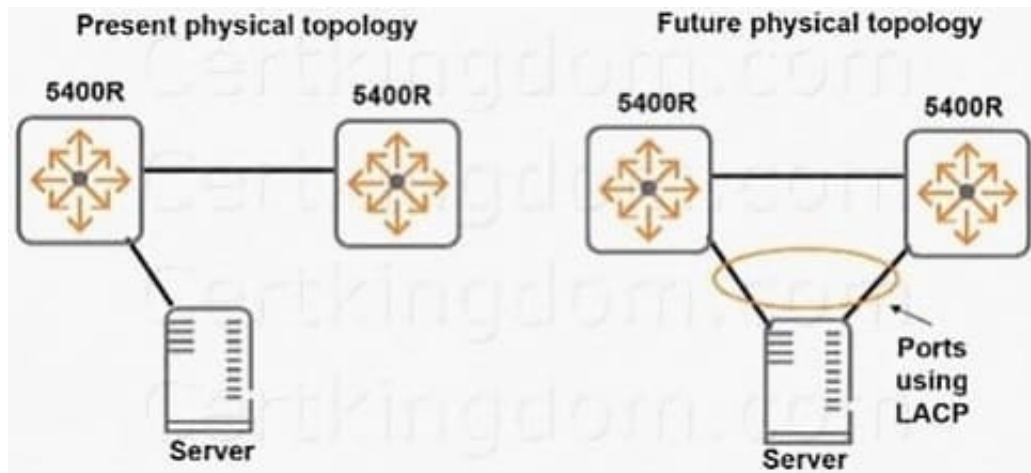 Present physical topology
Future physical topology
5400R
5400R
5400R
5400R
Ports
using
LACP
Server
Server
Certkingdom.com
Certkingdom.com
Certkingdom.com
Certkingdom.com